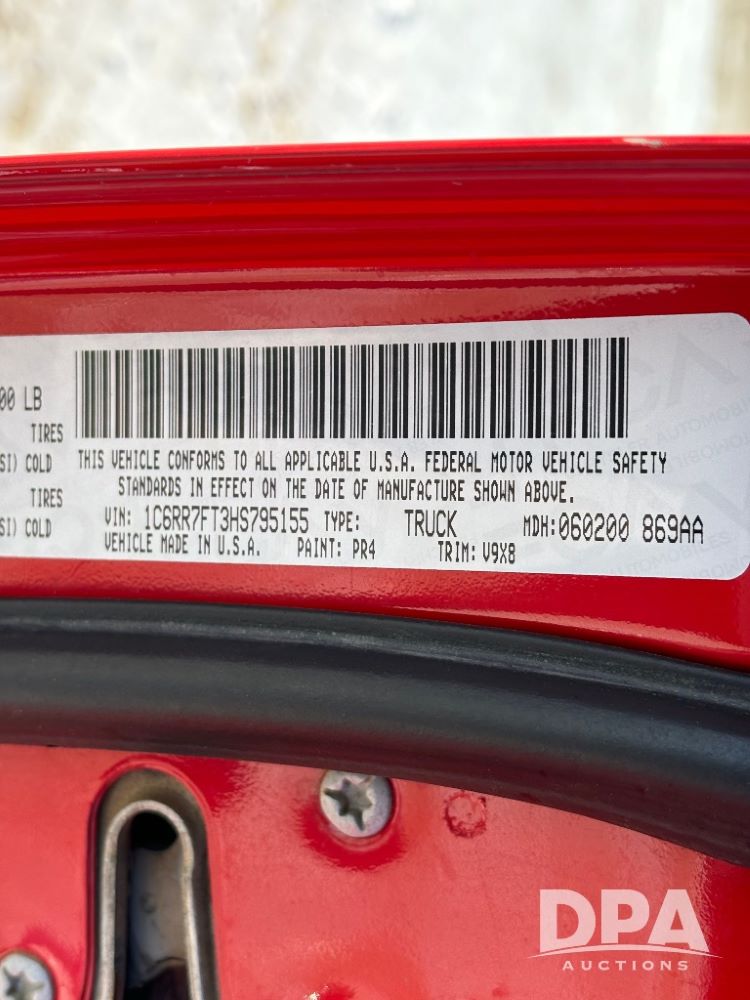 00 LB
TIRES
SI) COLD
TIRES
SI) COLD
THIS VEHICLE CONFORMS TO ALL APPLICABLE U.S.A. FEDERAL MOTOR VEHICLE SAFETY
STANDARDS IN EFFECT ON THE DATE OF MANUFACTURE SHOWN ABOVE.
VIN: 1C6RR7FT3HS795155 TYPE: TRUCK MDH:060200 869AA
VEHICLE MADE IN U.S.A. PAINT: PR4 TRIM: V9X8
DPA
AUCTIONS